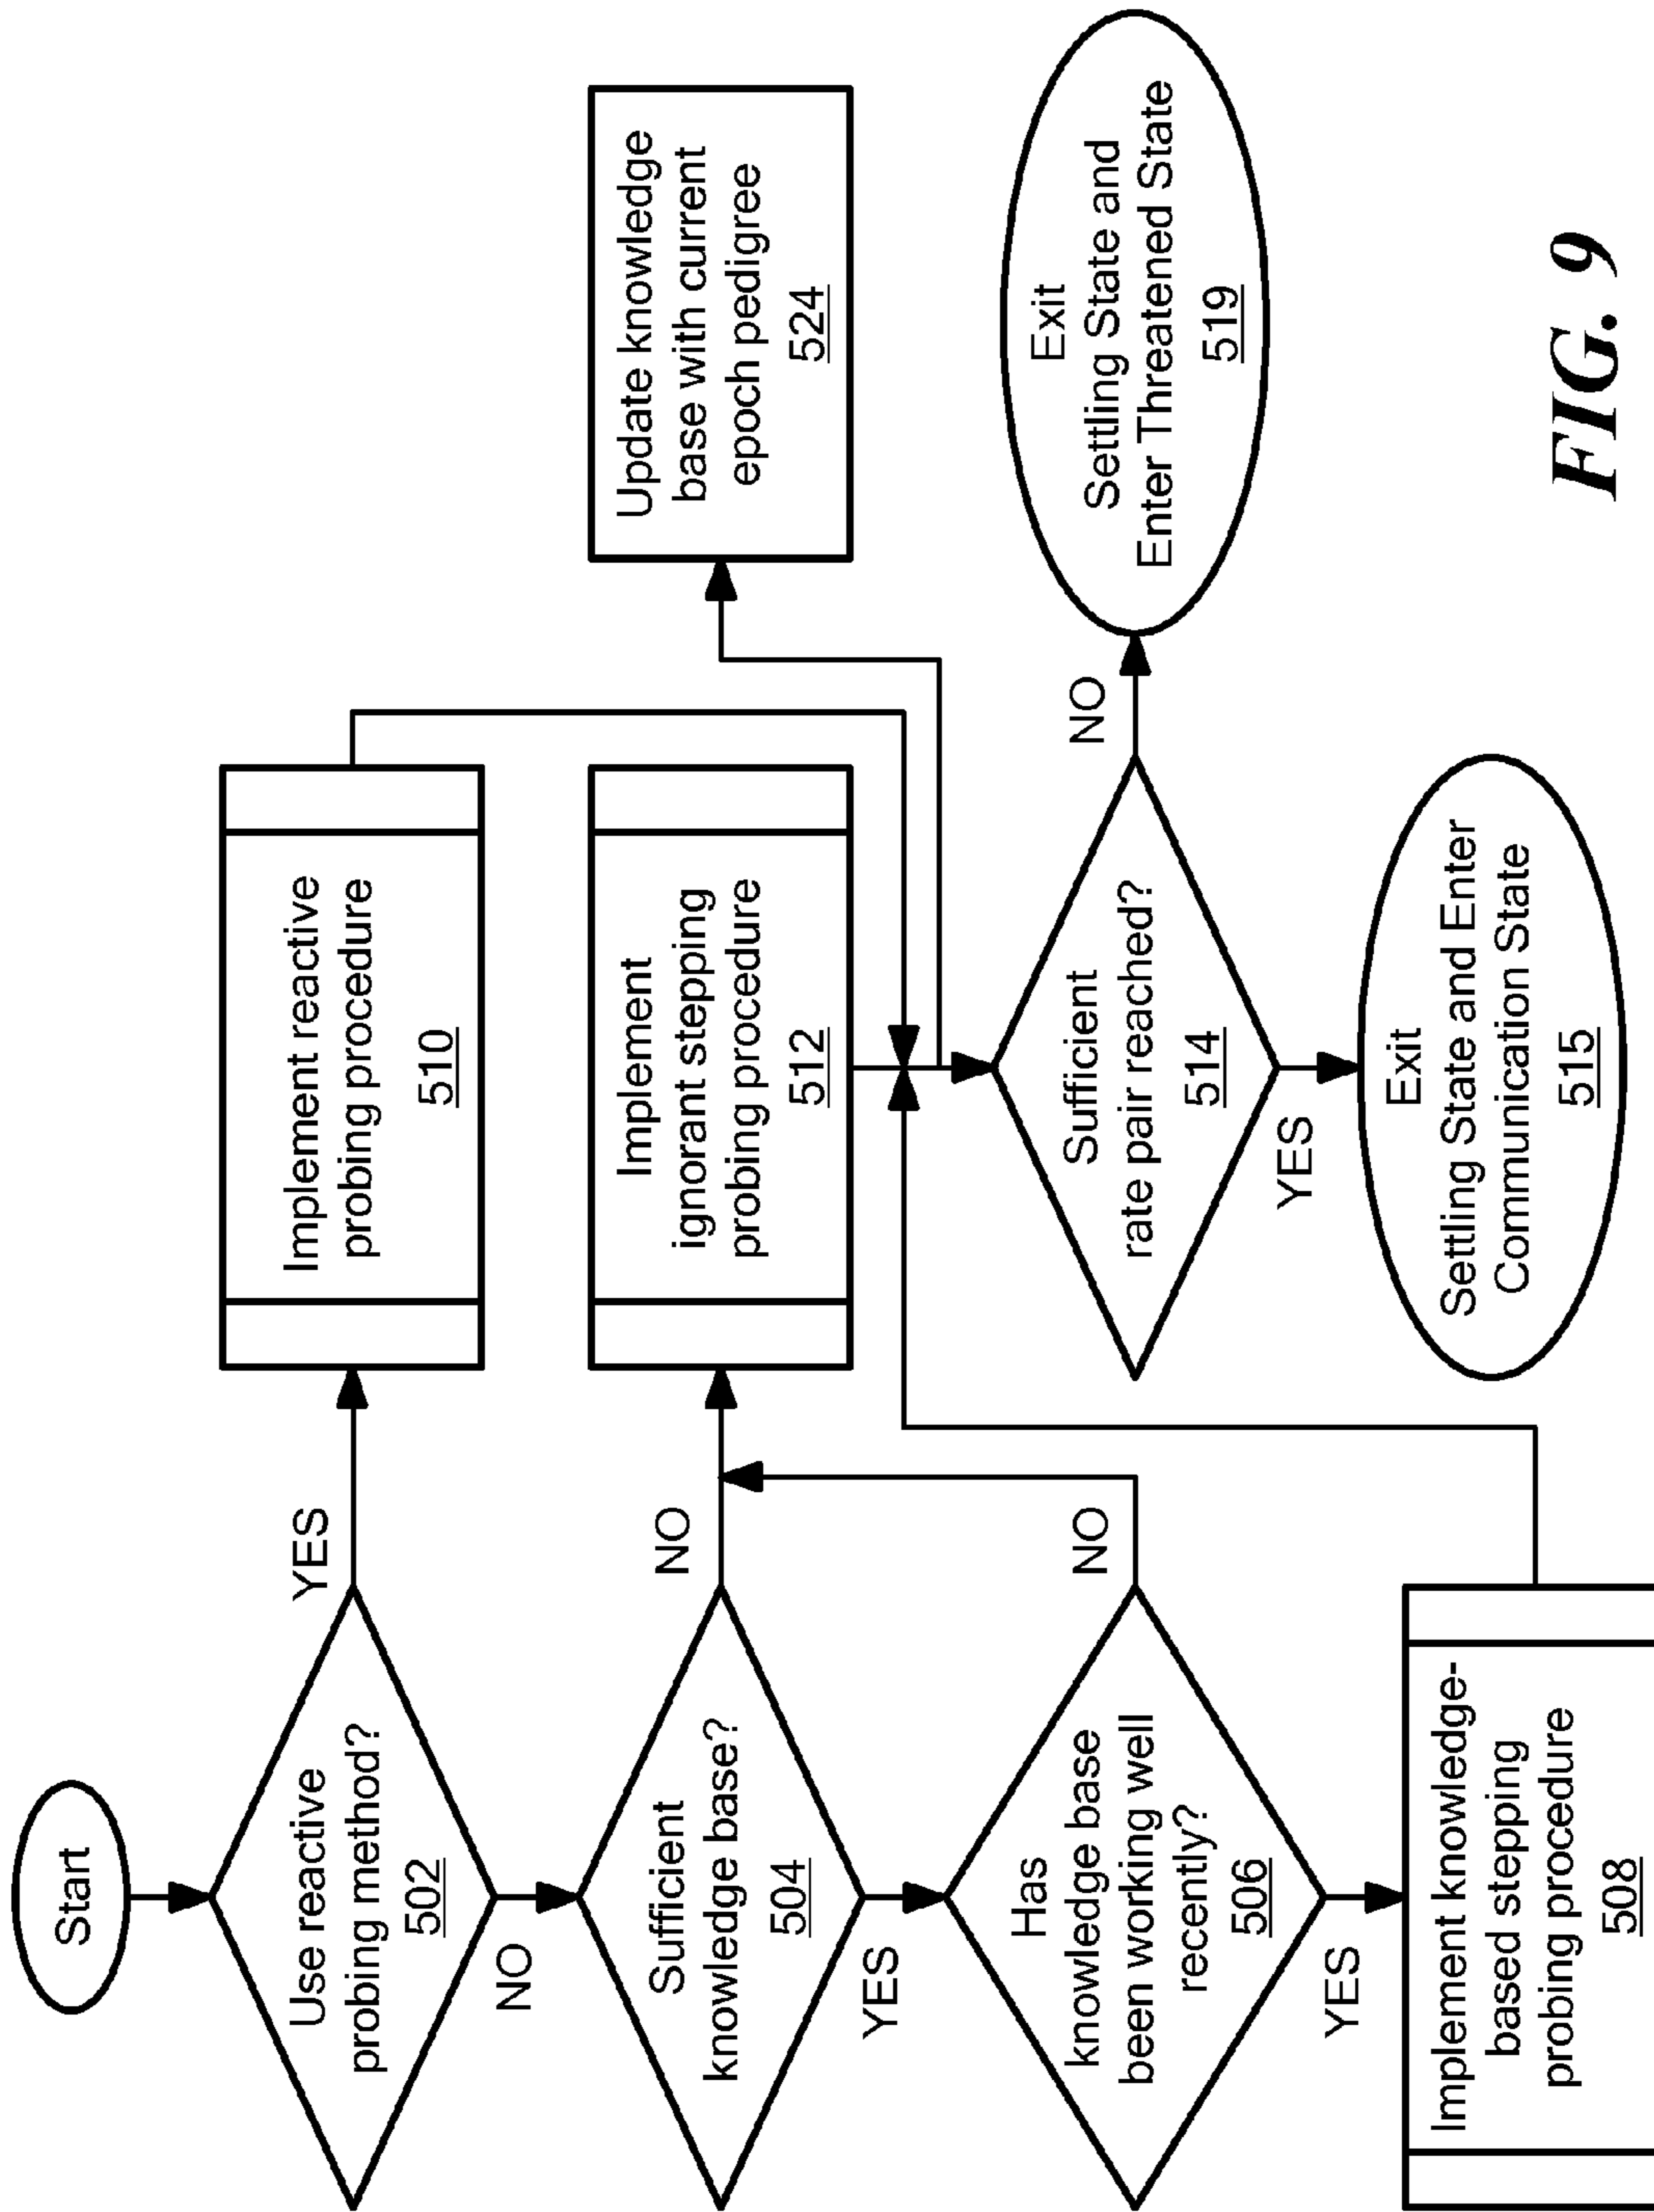 Start
Use reactive
probing method?
502
YES
NO
Implement reactive
probing procedure
510
Sufficient
knowledge base?
504
NO
YES
Implement
ignorant stepping
probing procedure
512
Update knowledge
base with current
epoch pedigree
524
Has
knowledge base
been working well
recently?
506
NO
YES
Sufficient
rate pair reached?
514
NO
YES
Exit
Settling State and
Enter Threatened State
519
Implement knowledge-
based stepping
probing procedure
508
Exit
Settling State and Enter
Communication State
515
FIG. 9